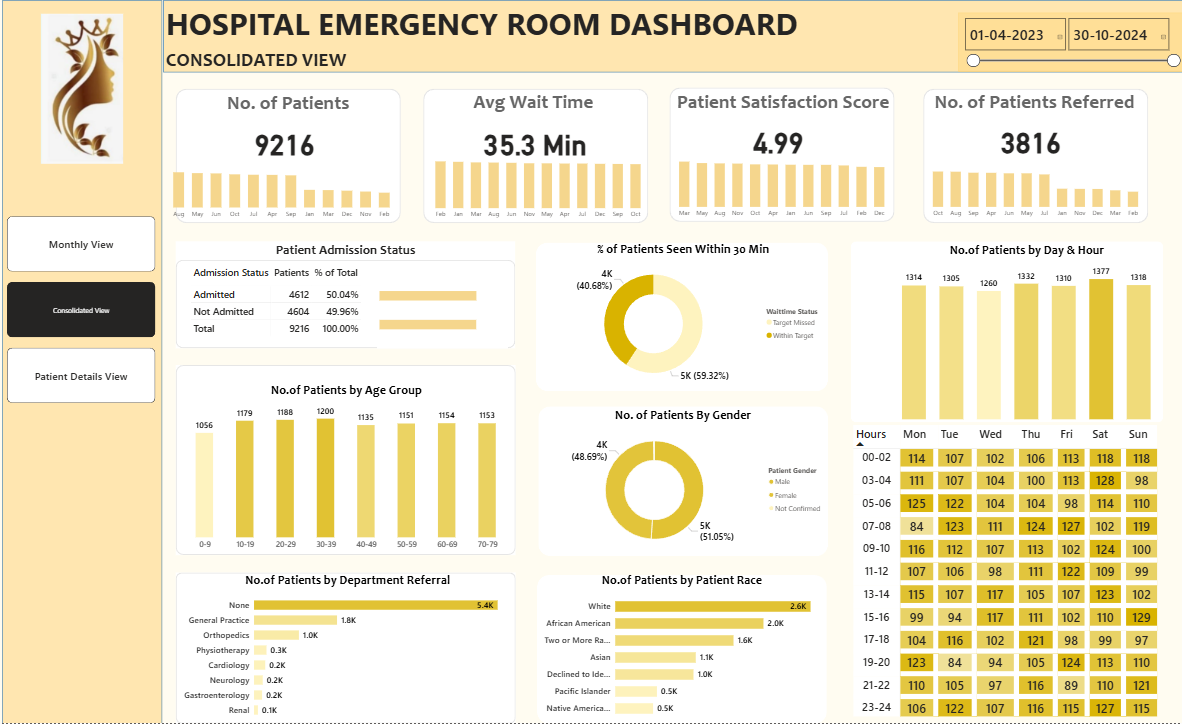 HOSPITAL EMERGENCY ROOM DASHBOARD
CONSOLIDATED VIEW
01-04-2023 30-10-2024
Monthly View
Consolidated View
Patient Details View
No. of Patients
9216
Aug May Jun Oct Jul Apr Sep Jan Mar Dec Nov Feb
Avg Wait Time
35.3 Min
Feb Jan Mar Aug Jun Nov May Apr Jul Dec Sep Oct
Patient Satisfaction Score
4.99
Mar May Aug Nov Oct Apr Jan Jun Sep Jul Feb Dec
No. of Patients Referred
3816
Oct Aug Sep Apr Jun May Jul Jan Nov Dec Mar Feb
Patient Admission Status
Admission Status Patients % of Total
Admitted 4612 50.04%
Not Admitted 4604 49.96%
Total 9216 100.00%
% of Patients Seen Within 30 Min
4K
(40.68%)
5K (59.32%)
Waittime Status
Target Missed
Within Target
No.of Patients by Age Group
1056 1179 1188 1200 1135 1151 1154 1153
0-9 10-19 20-29 30-39 40-49 50-59 60-69 70-79
No. of Patients By Gender
4K
(48.69%)
5K
(51.05%)
Patient Gender
Male
Female
Not Confirmed
No.of Patients by Department Referral
None 5.4K
General Practice 1.8K
Orthopedics 1.0K
Physiotherapy 0.3K
Cardiology 0.2K
Neurology 0.2K
Gastroenterology 0.2K
Renal 0.1K
No.of Patients by Patient Race
White 2.6K
African American 2.0K
Two or More Ra... 1.6K
Asian 1.1K
Declined to Ide... 1.0K
Pacific Islander 0.5K
Native America... 0.5K
No.of Patients by Day & Hour
1314 1305 1260 1332 1310 1377 1318
Hours Mon Tue Wed Thu Fri Sat Sun
00-02 114 107 102 106 113 118 118
03-04 111 107 104 100 113 128 98
05-06 125 122 104 104 98 114 110
07-08 84 123 111 124 127 102 119
09-10 116 112 107 113 102 124 100
11-12 107 106 98 111 122 109 99
13-14 115 107 117 105 107 123 102
15-16 99 94 117 111 102 110 129
17-18 104 116 102 121 98 99 97
19-20 123 84 94 105 124 113 110
21-22 110 105 97 116 89 110 121
23-24 106 122 107 116 115 127 115